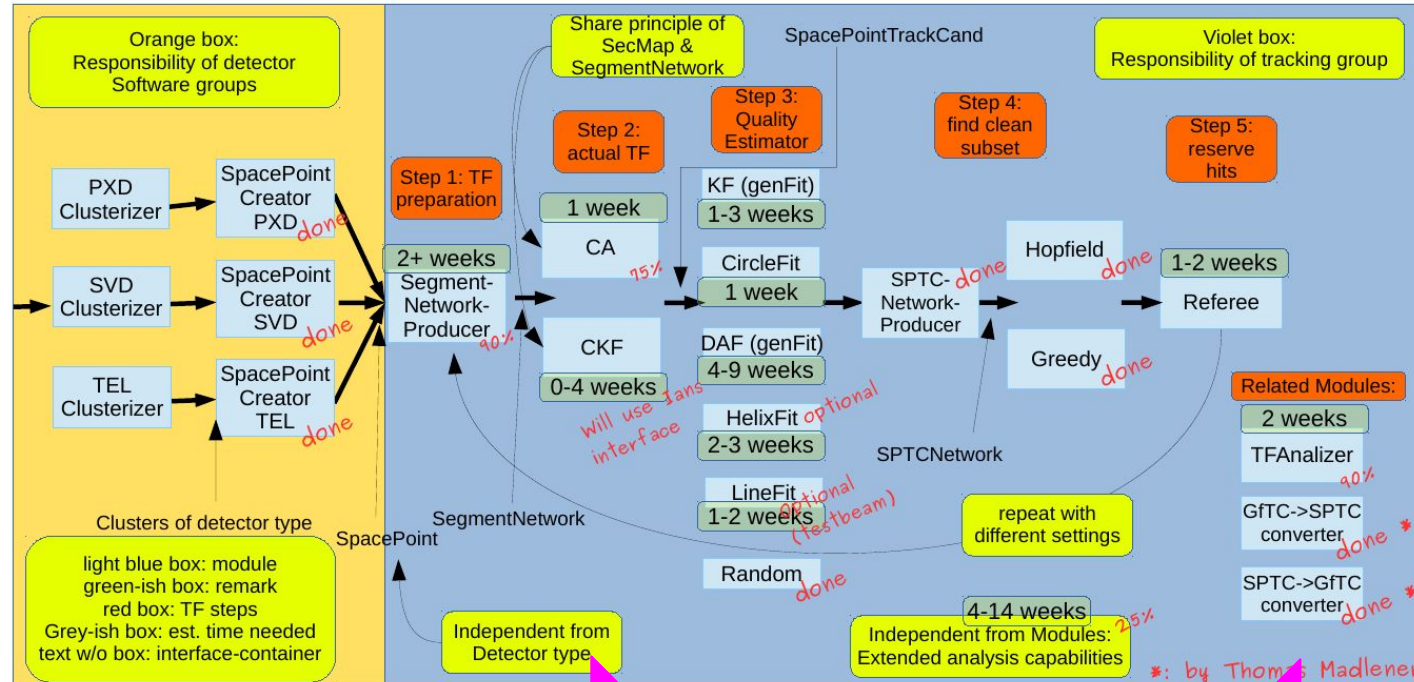 Orange box:
Responsibility of detector
Software groups
PXD
Clusterizer
SpacePoint
Creator
PXD
done
SVD
Clusterizer
SpacePoint
Creator
SVD
done
TEL
Clusterizer
SpacePoint
Creator
TEL
done
Clusters of detector type
light blue box: module
green-ish box: remark
red box: TF steps
Grey-ish box: est. time needed
text w/o box: interface-container
Share principle of
SecMap &
SegmentNetwork
SpacePointTrackCand
Violet box:
Responsibility of tracking group
Step 1: TF
preparation
2+ weeks
Segment-
Network-
Producer
90%
Step 2:
actual TF
1 week
CA
75%
CKF
0-4 weeks
Will use Ians
interface
Step 3:
Quality
Estimator
KF (genFit)
1-3 weeks
CircleFit
1 week
DAF (genFit)
4-9 weeks
HelixFit
optional
2-3 weeks
LineFit
optional
1-2 weeks
(testbeam)
Random
done
SPTC-
Network-
Producer
done
Step 4:
find clean
subset
Hopfield
done
Greedy
done
Step 5:
reserve
hits
1-2 weeks
Referee
SPTCNetwork
SegmentNetwork
SpacePoint
Independent from
Detector type
repeat with
different settings
4-14 weeks
25%
Independent from Modules:
Extended analysis capabilities
Related Modules:
2 weeks
TFAnalizer
90%
GfTC->SPTC
converter
done *
SPTC->GfTC
converter
done *
*: by Thomas Madlener